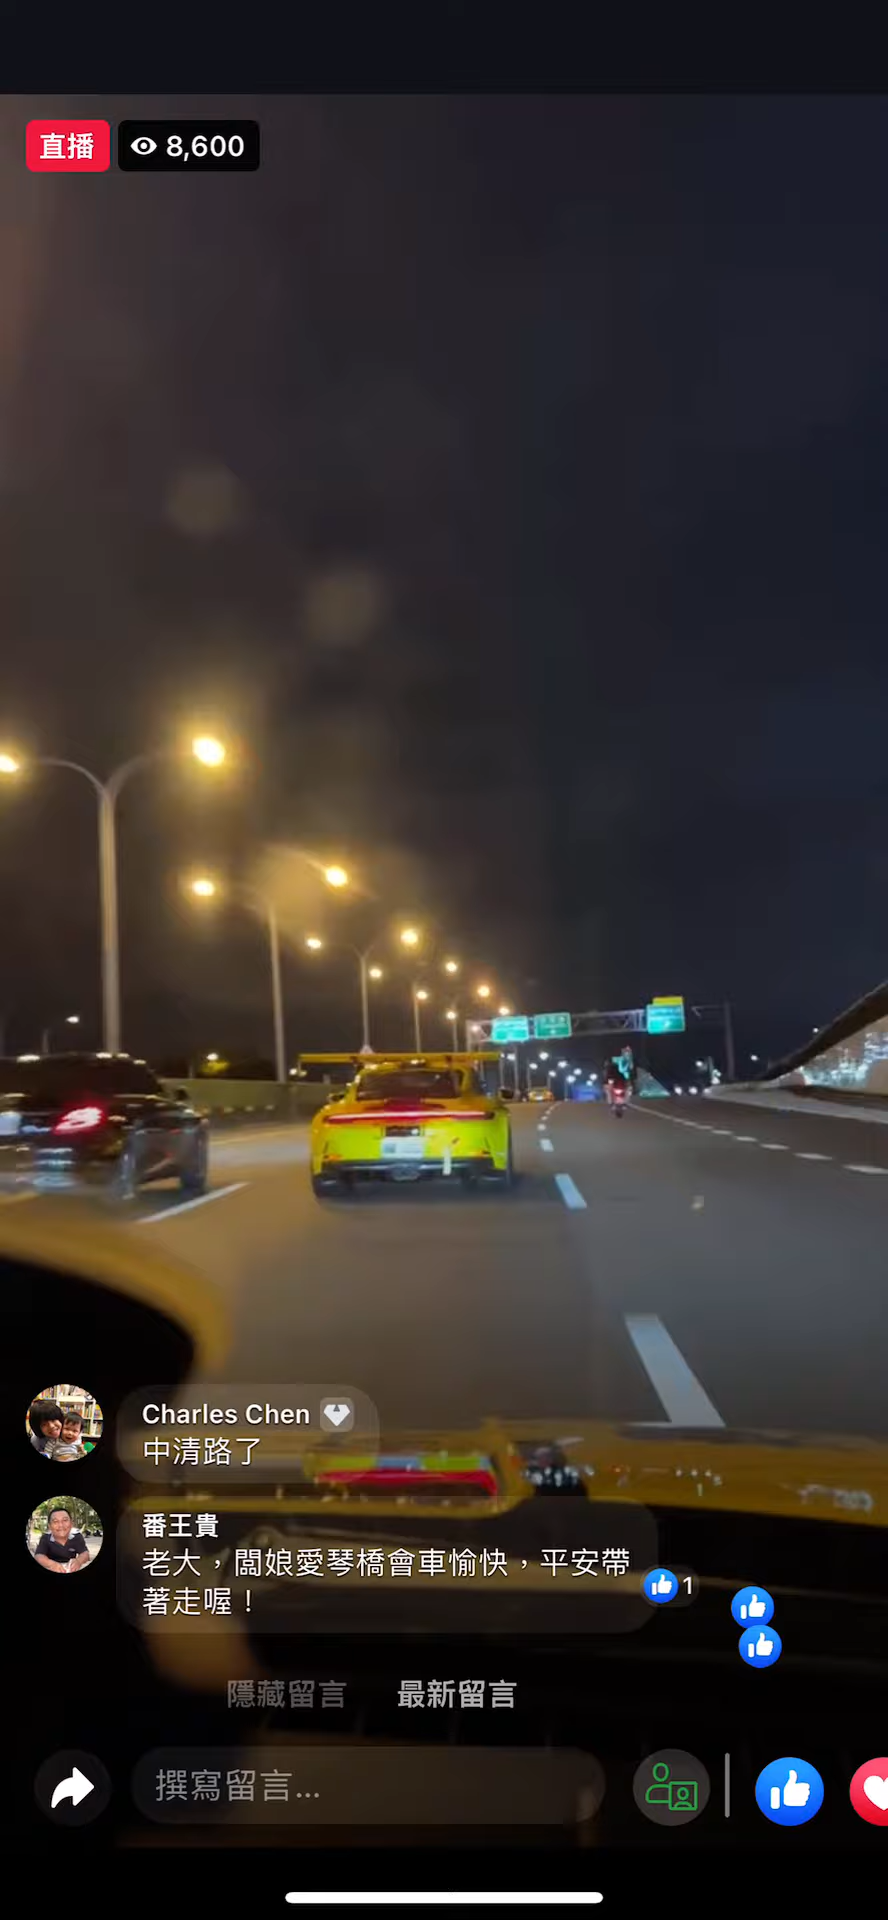 直播
8,600
Charles Chen
中清路了
番王貴
老大，闆娘愛琴橋會車愉快，平安帶
著走喔！
1
隱藏留言 最新留言
撰寫留言...